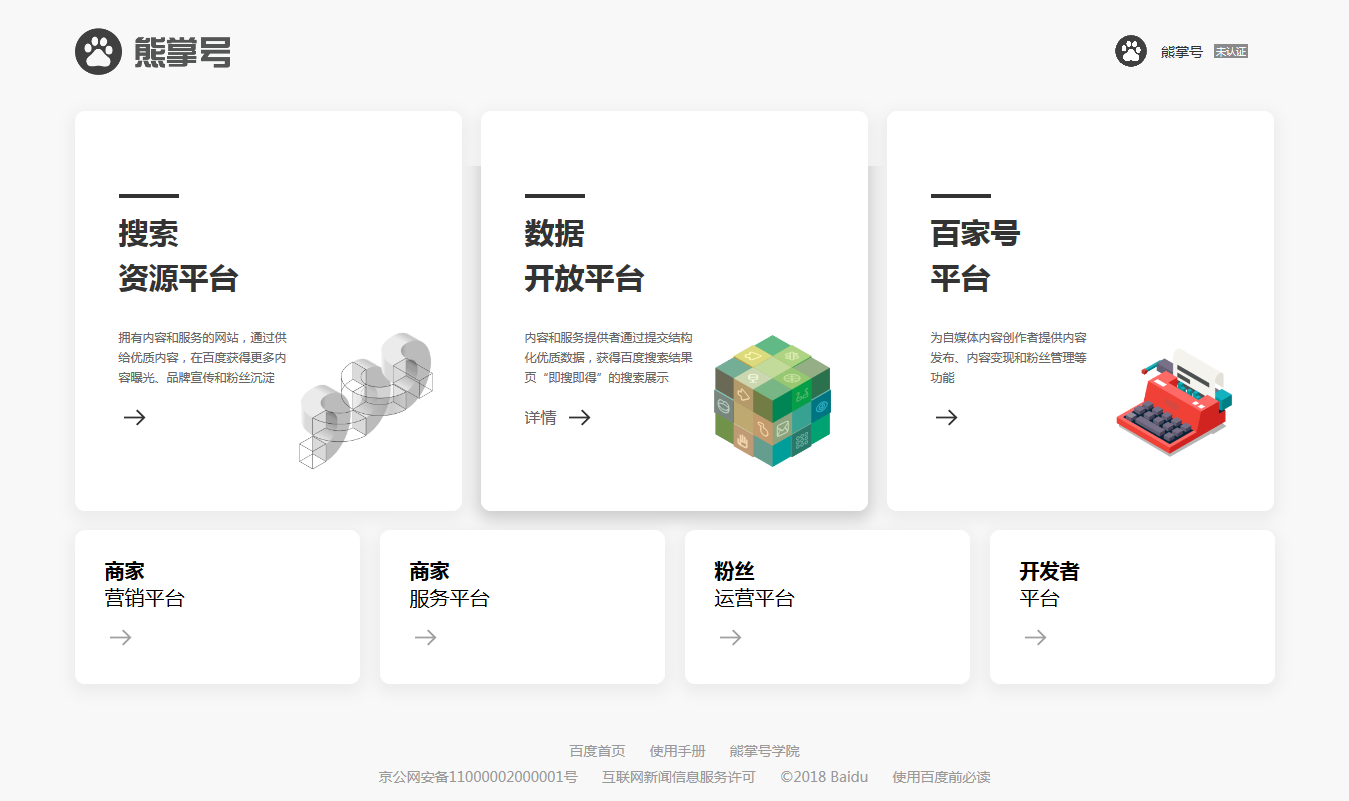 熊掌号
熊掌号 未认证
搜索
资源平台
拥有内容和服务的网站，通过供
给优质内容，在百度获得更多内
容曝光、品牌宣传和粉丝沉淀
数据
开放平台
内容和服务提供者通过提交结构
化优质数据，获得百度搜索结果
页“即搜即得”的搜索展示
详情
百家号
平台
为自媒体内容创作者提供内容
发布、内容变现和粉丝管理等
功能
商家
营销平台
商家
服务平台
粉丝
运营平台
开发者
平台
百度首页 使用手册 熊掌号学院
京公网安备11000002000001号 互联网新闻信息服务许可 ©2018 Baidu 使用百度前必读